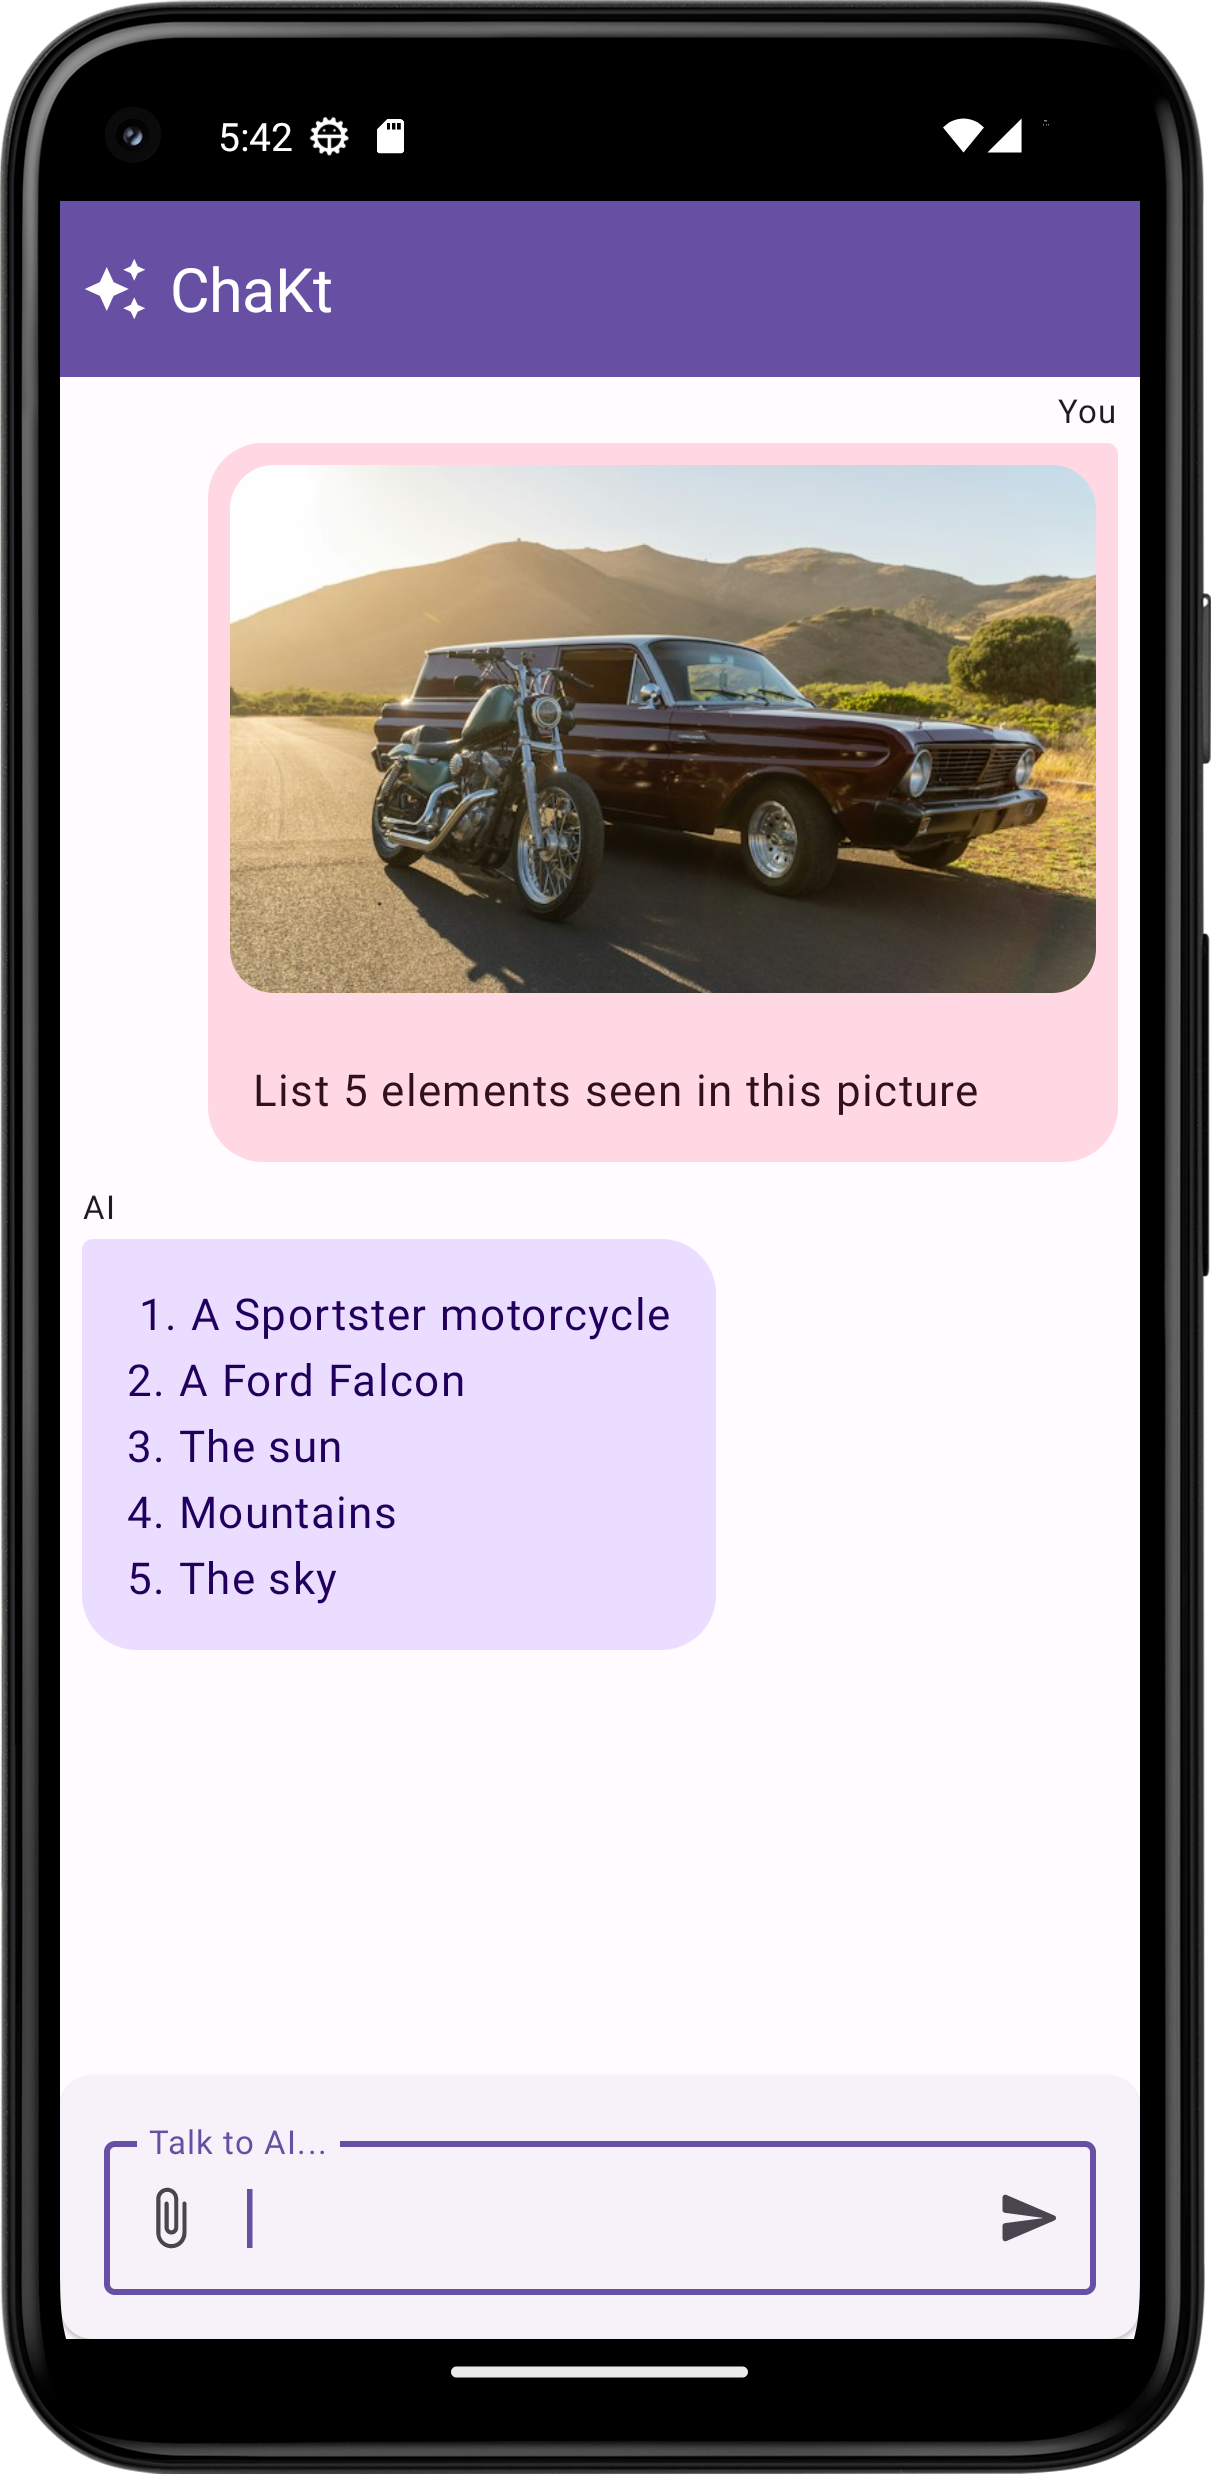 5:42
ChaKt
You
List 5 elements seen in this picture
AI
1. A Sportster motorcycle
2. A Ford Falcon
3. The sun
4. Mountains
5. The sky
Talk to AI...